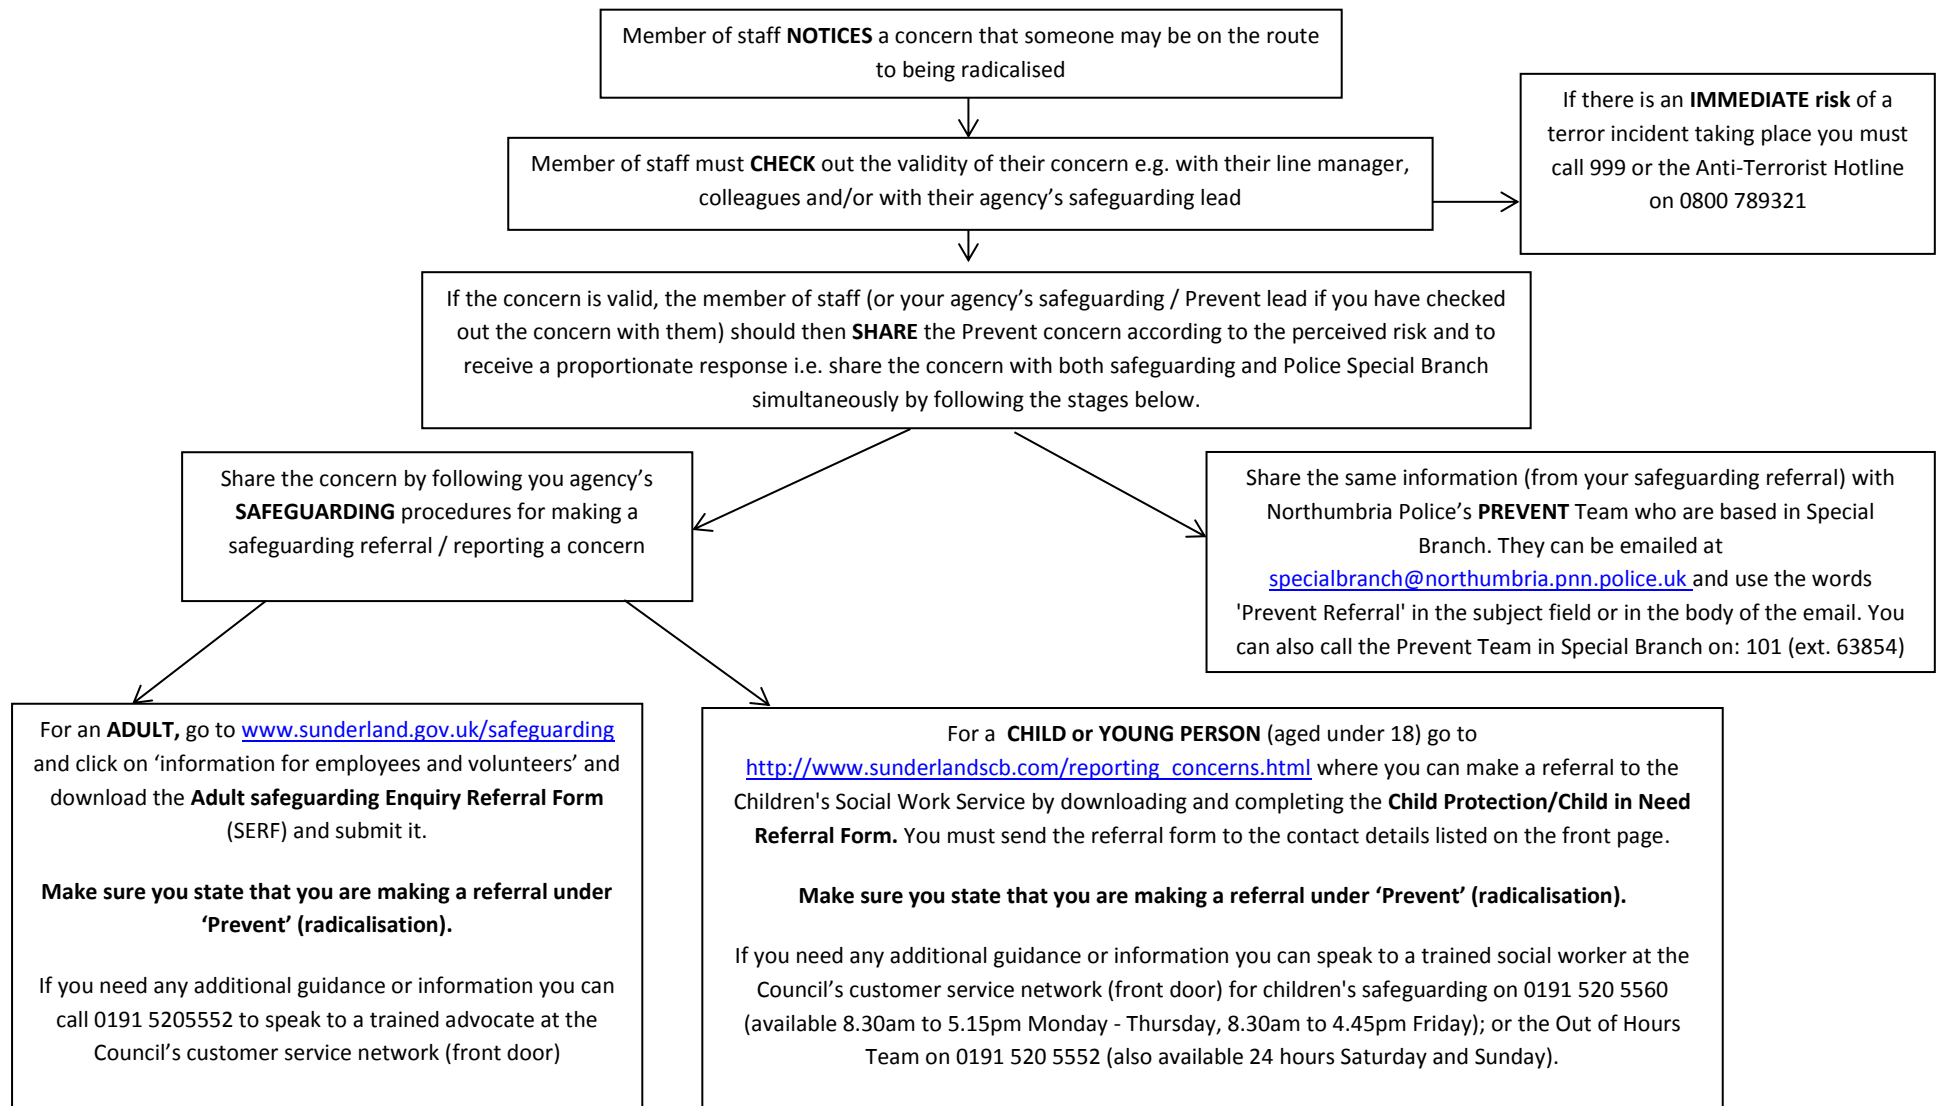 Member of staff NOTICES a concern that someone may be on the route
to being radicalised
If there is an IMMEDIATE risk of a
terror incident taking place you must
call 999 or the Anti-Terrorist Hotline
on 0800 789321
Member of staff must CHECK out the validity of their concern e.g. with their line manager,
colleagues and/or with their agency’s safeguarding lead
If the concern is valid, the member of staff (or your agency’s safeguarding / Prevent lead if you have checked
out the concern with them) should then SHARE the Prevent concern according to the perceived risk and to
receive a proportionate response i.e. share the concern with both safeguarding and Police Special Branch
simultaneously by following the stages below.
Share the concern by following you agency’s
SAFEGUARDING procedures for making a
safeguarding referral / reporting a concern
Share the same information (from your safeguarding referral) with
Northumbria Police’s PREVENT Team who are based in Special
Branch. They can be emailed at
specialbranch@northumbria.pnn.police.uk and use the words
'Prevent Referral' in the subject field or in the body of the email. You
can also call the Prevent Team in Special Branch on: 101 (ext. 63854)
For an ADULT, go to www.sunderland.gov.uk/safeguarding
and click on ‘information for employees and volunteers’ and
download the Adult safeguarding Enquiry Referral Form
(SERF) and submit it.
Make sure you state that you are making a referral under
‘Prevent’ (radicalisation).
If you need any additional guidance or information you can
call 0191 5205552 to speak to a trained advocate at the
Council’s customer service network (front door)
For a CHILD or YOUNG PERSON (aged under 18) go to
http://www.sunderlandscb.com/reporting_concerns.html where you can make a referral to the
Children's Social Work Service by downloading and completing the Child Protection/Child in Need
Referral Form. You must send the referral form to the contact details listed on the front page.
Make sure you state that you are making a referral under ‘Prevent’ (radicalisation).
If you need any additional guidance or information you can speak to a trained social worker at the
Council’s customer service network (front door) for children's safeguarding on 0191 520 5560
(available 8.30am to 5.15pm Monday - Thursday, 8.30am to 4.45pm Friday); or the Out of Hours
Team on 0191 520 5552 (also available 24 hours Saturday and Sunday).